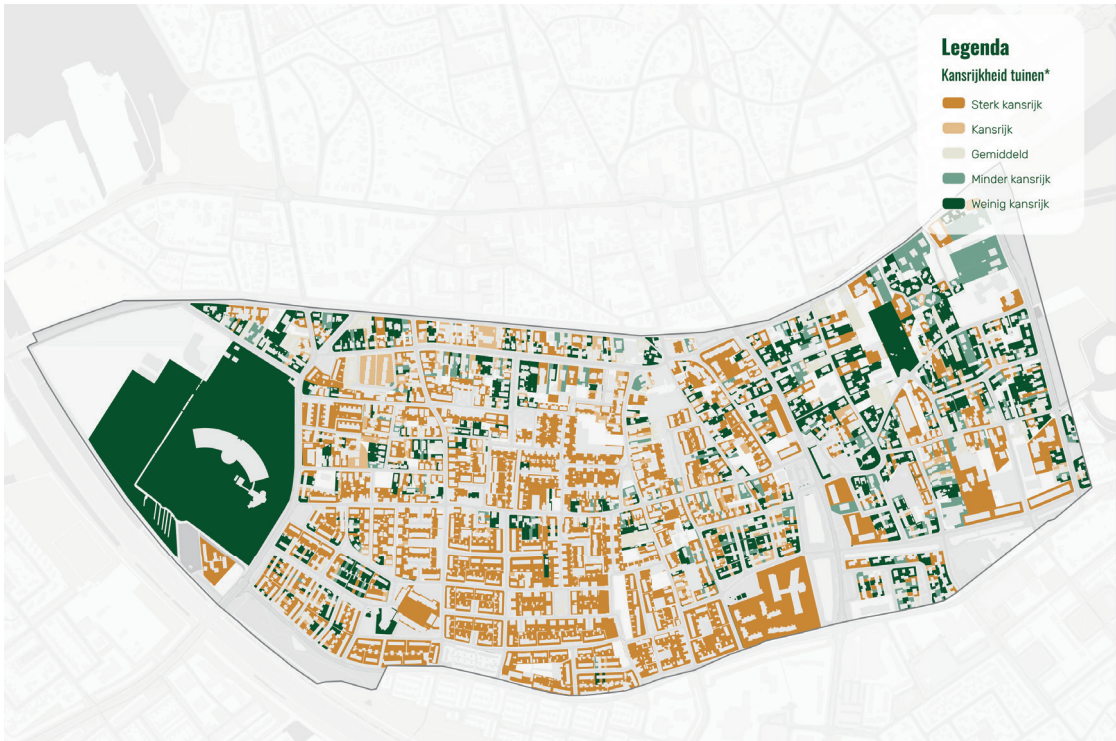 Legenda
Kansrijkheid tuinen*
Sterk kansrijk
Kansrijk
Gemiddeld
Minder kansrijk
Weinig kansrijk